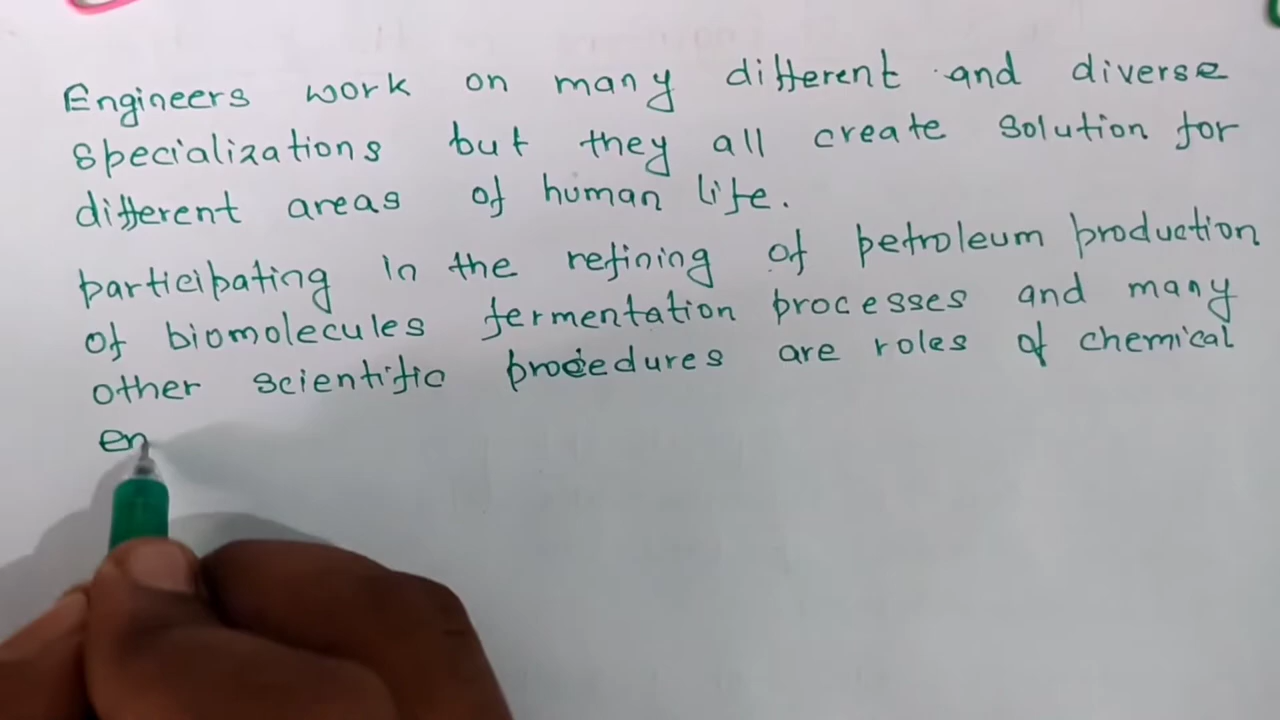 Engineers work on many different and diverse
specializations but they all create solution for
different areas of human life.
participating in the refining of petroleum production
of biomolecules fermentation processes and many
other scientific procedures are roles of chemical
en